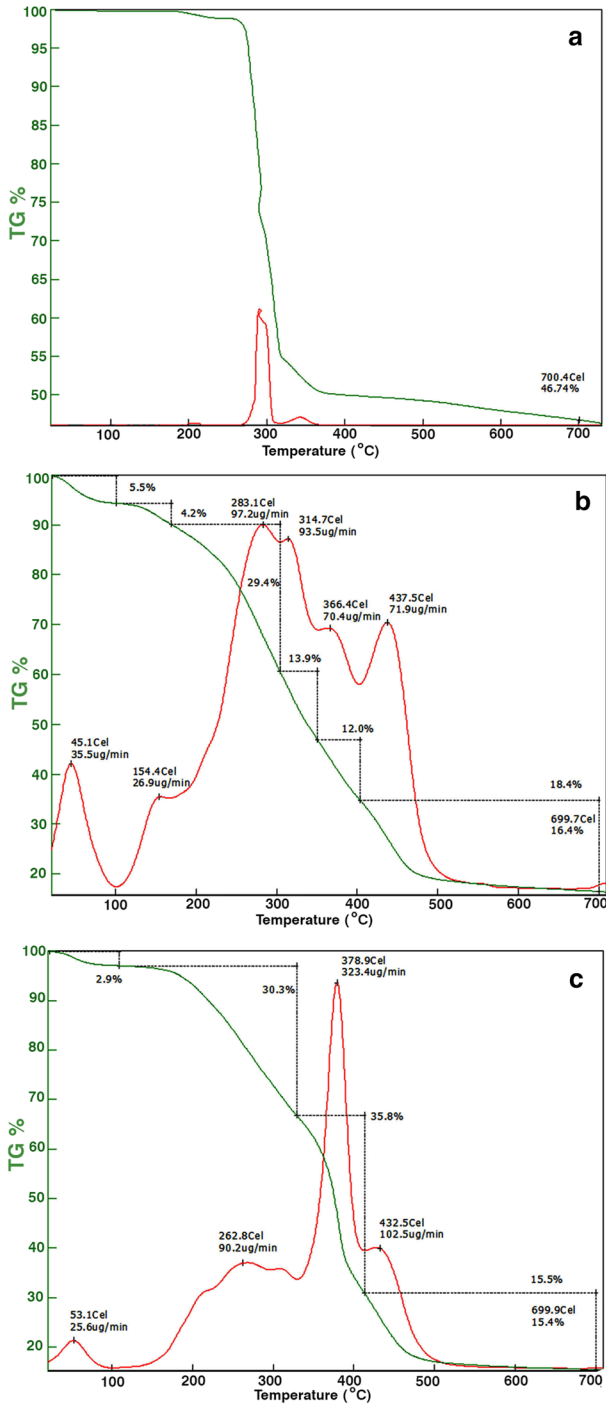 a
100
95
90
85
80
75
70
65
60
55
50
TG %
700.4Cel
46.74%
100
200
300
400
500
600
700
Temperature (°C)
b
100
90
80
70
60
50
40
30
20
TG %
5.5%
4.2%
283.1Cel
97.2ug/min
314.7Cel
93.5ug/min
29.4%
366.4Cel
70.4ug/min
437.5Cel
71.9ug/min
13.9%
12.0%
45.1Cel
35.5ug/min
154.4Cel
26.9ug/min
18.4%
699.7Cel
16.4%
100
200
300
400
500
600
700
Temperature (°C)
c
100
90
80
70
60
50
40
30
20
TG %
2.9%
30.3%
378.9Cel
323.4ug/min
35.8%
262.8Cel
90.2ug/min
432.5Cel
102.5ug/min
53.1Cel
25.6ug/min
15.5%
699.9Cel
15.4%
100
200
300
400
500
600
700
Temperature (°C)